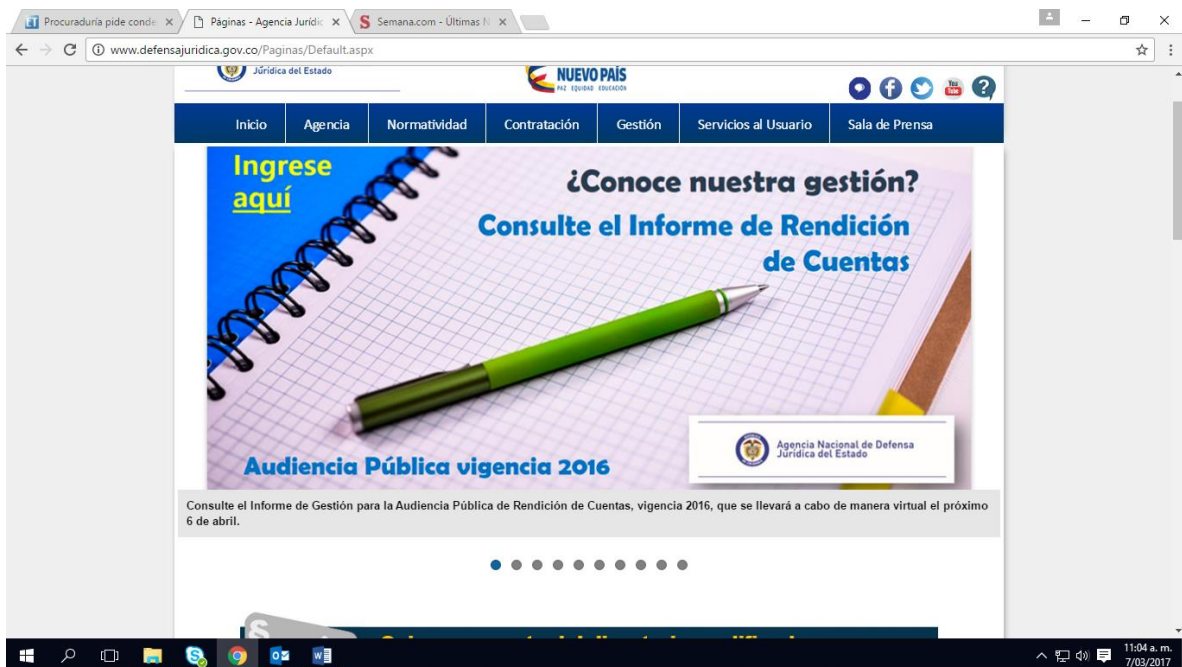 Procuraduría pide conde
Páginas - Agencia Jurídic
Semana.com - Últimas N
www.defensajuridica.gov.co/Paginas/Default.aspx
Jurídica del Estado
NUEVO PAÍS
PAZ EQUIDAD EDUCACIÓN
You
Tube
Inicio Agencia Normatividad Contratación Gestión Servicios al Usuario Sala de Prensa
Ingrese
aquí
¿Conoce nuestra gestión?
Consulte el Informe de Rendición
de Cuentas
Agencia Nacional de Defensa
Jurídica del Estado
Audiencia Pública vigencia 2016
Consulte el Informe de Gestión para la Audiencia Pública de Rendición de Cuentas, vigencia 2016, que se llevará a cabo de manera virtual el próximo
6 de abril.
11:04 a. m.
7/03/2017